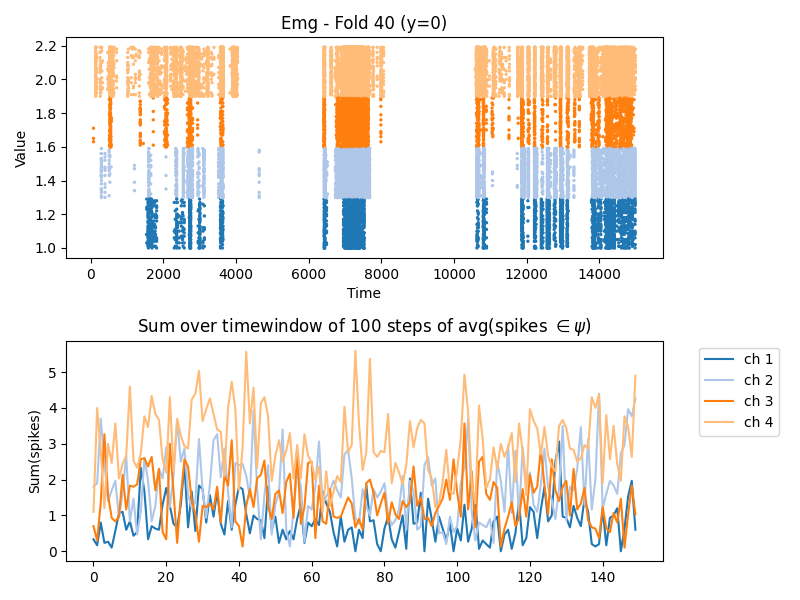 Emg - Fold 40 (y=0)
Value
2.2
2.0
1.8
1.6
1.4
1.2
1.0
0 2000 4000 6000 8000 10000 12000 14000
Time
Sum over timewindow of 100 steps of avg(spikes ∈ ψ)
Sum(spikes)
5
4
3
2
1
0
0 20 40 60 80 100 120 140
ch 1
ch 2
ch 3
ch 4